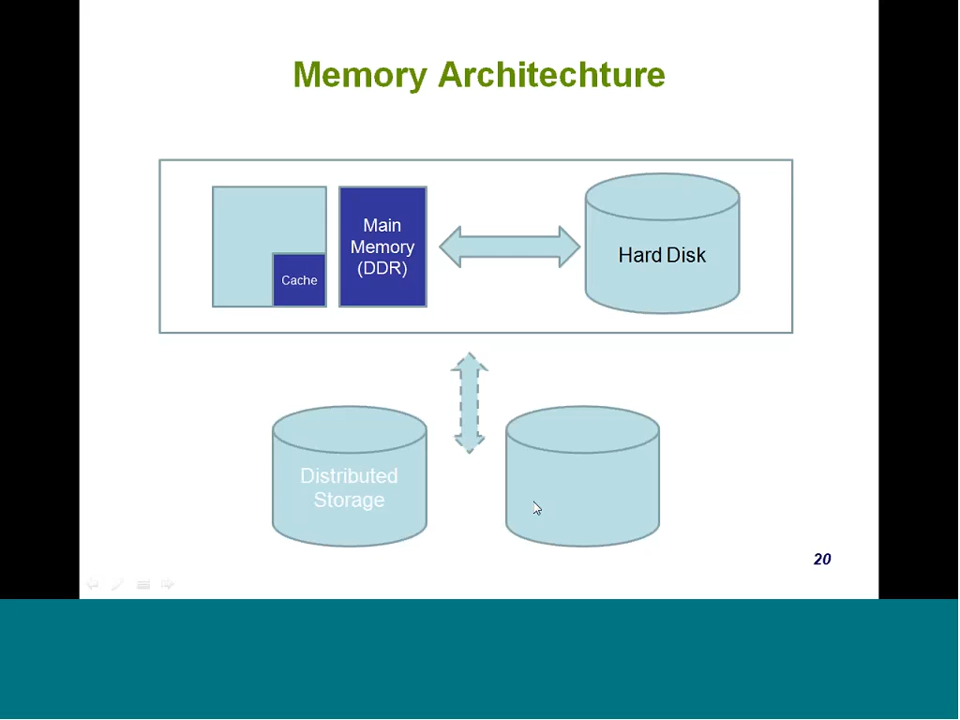 Memory Architechture
Main
Memory
(DDR)
Cache
Hard Disk
Distributed
Storage
20